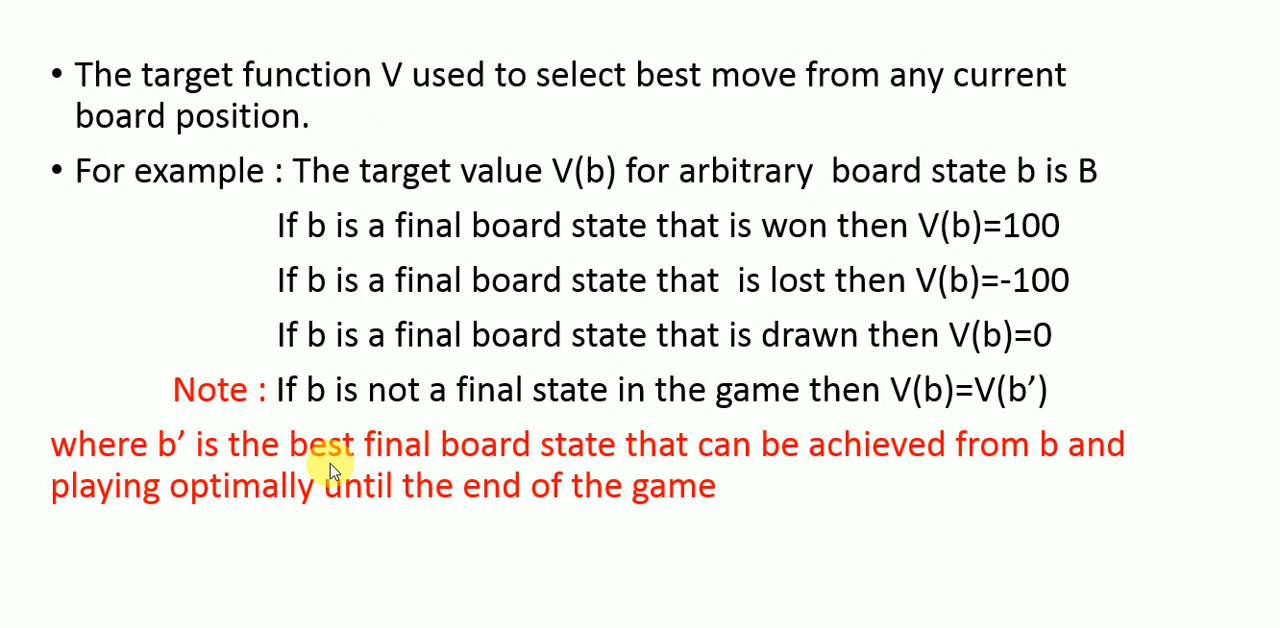 • The target function V used to select best move from any current
board position.
• For example : The target value V(b) for arbitrary  board state b is B
If b is a final board state that is won then V(b)=100
If b is a final board state that  is lost then V(b)=-100
If b is a final board state that is drawn then V(b)=0
Note : If b is not a final state in the game then V(b)=V(b’)
where b’ is the best final board state that can be achieved from b and
playing optimally until the end of the game